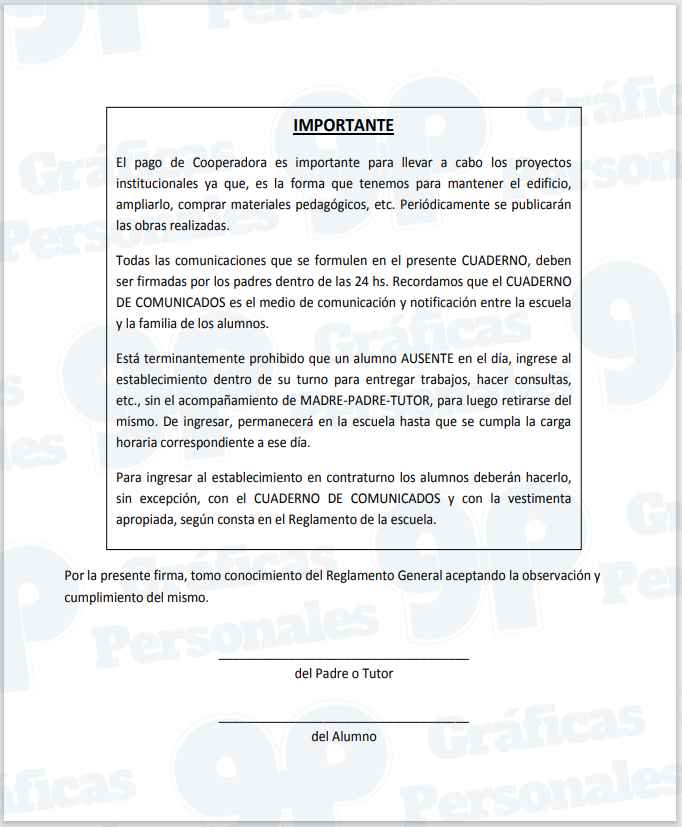 IMPORTANTE
El pago de Cooperadora es importante para llevar a cabo los proyectos
institucionales ya que, es la forma que tenemos para mantener el edificio,
ampliarlo, comprar materiales pedagógicos, etc. Periódicamente se publicarán
las obras realizadas.
Todas las comunicaciones que se formulen en el presente CUADERNO, deben
ser firmadas por los padres dentro de las 24 hs. Recordamos que el CUADERNO
DE COMUNICADOS es el medio de comunicación y notificación entre la escuela
y la familia de los alumnos.
Está terminantemente prohibido que un alumno AUSENTE en el día, ingrese al
establecimiento dentro de su turno para entregar trabajos, hacer consultas,
etc., sin el acompañamiento de MADRE-PADRE-TUTOR, para luego retirarse del
mismo. De ingresar, permanecerá en la escuela hasta que se cumpla la carga
horaria correspondiente a ese día.
Para ingresar al establecimiento en contraturno los alumnos deberán hacerlo,
sin excepción, con el CUADERNO DE COMUNICADOS y con la vestimenta
apropiada, según consta en el Reglamento de la escuela.
Por la presente firma, tomo conocimiento del Reglamento General aceptando la observación y
cumplimiento del mismo.
del Padre o Tutor
del Alumno
gp Gráficas
Personales